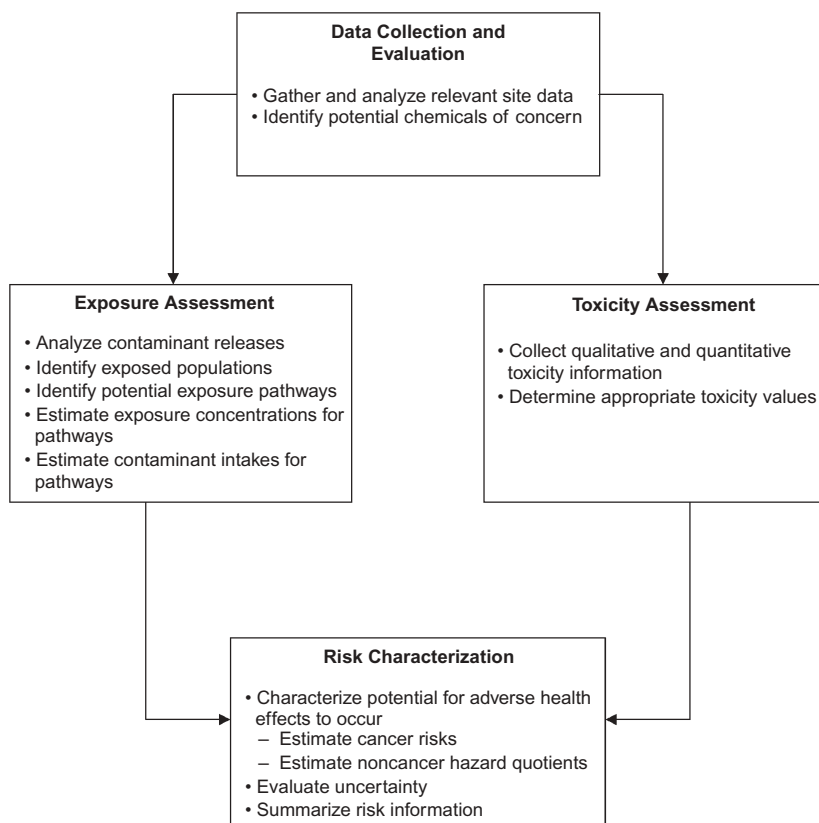 Data Collection and
Evaluation
• Gather and analyze relevant site data
• Identify potential chemicals of concern
Exposure Assessment
• Analyze contaminant releases
• Identify exposed populations
• Identify potential exposure pathways
• Estimate exposure concentrations for
pathways
• Estimate contaminant intakes for
pathways
Toxicity Assessment
• Collect qualitative and quantitative
toxicity information
• Determine appropriate toxicity values
Risk Characterization
• Characterize potential for adverse health
effects to occur
– Estimate cancer risks
– Estimate noncancer hazard quotients
• Evaluate uncertainty
• Summarize risk information